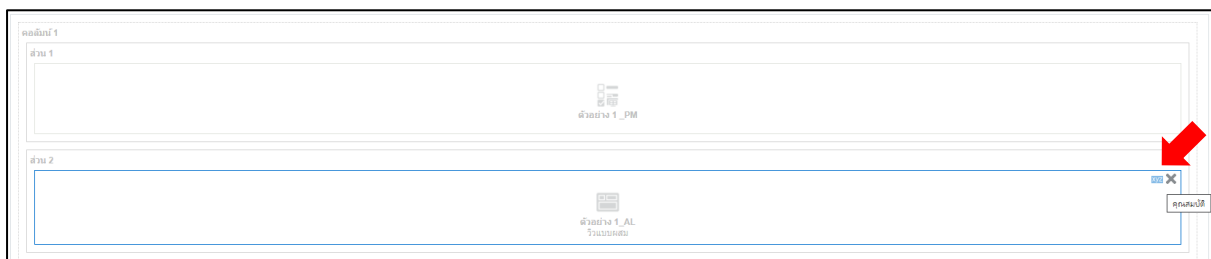 คอลัมน์ 1
ส่วน 1
ตัวอย่าง 1_PM
ส่วน 2
XYZ
คุณสมบัติ
ตัวอย่าง 1_AL
วิวแบบผสม